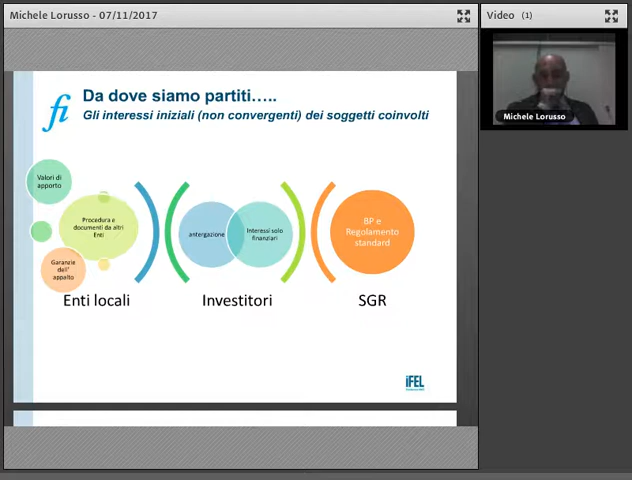 Michele Lorusso - 07/11/2017
Video (1)
Michele Lorusso
fi
Da dove siamo partiti…..
Gli interessi iniziali (non convergenti) dei soggetti coinvolti
Valori di
apporto
Procedura e
documenti da altri
Enti
Garanzie
dell'
appalto
antergazione
Interessi solo
finanziari
BP e
Regolamento
standard
Enti locali
Investitori
SGR
iFEL